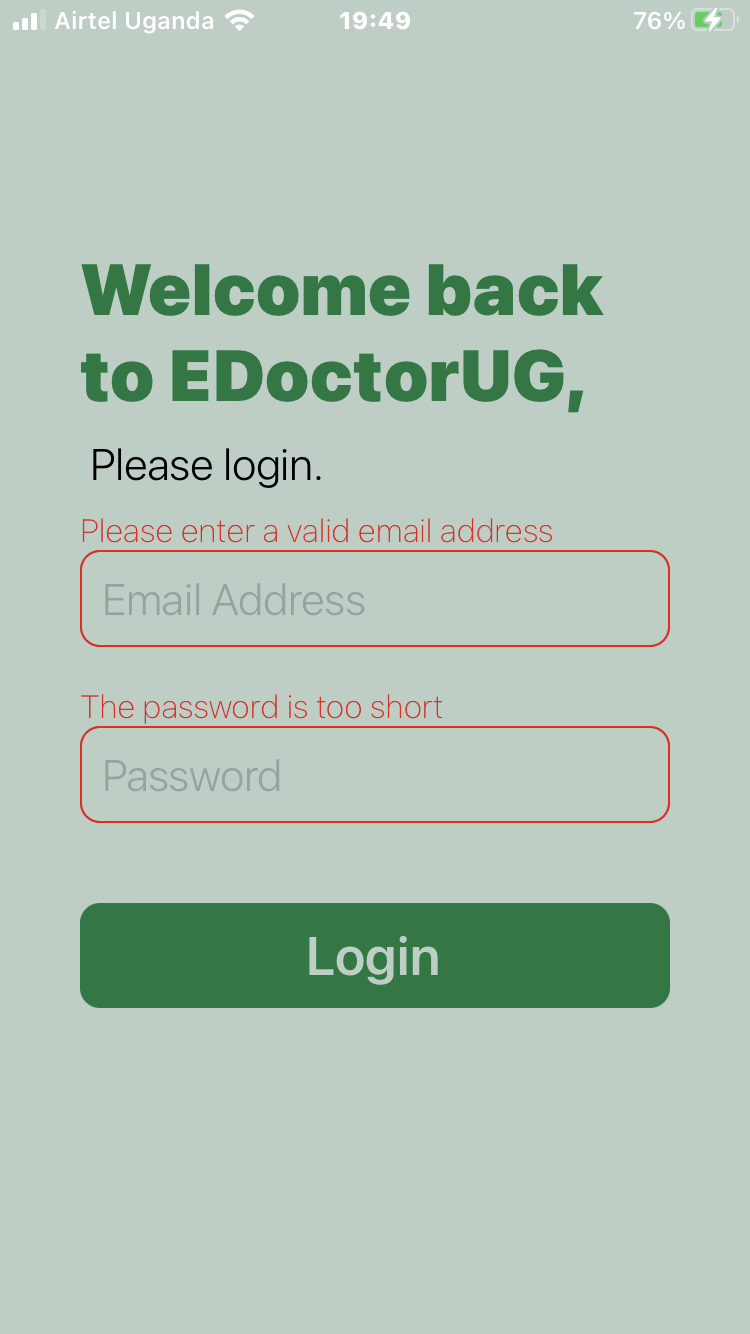 Airtel Uganda 19:49 76%
Welcome back
to EDoctorUG,
Please login.
Please enter a valid email address
Email Address
The password is too short
Password
Login